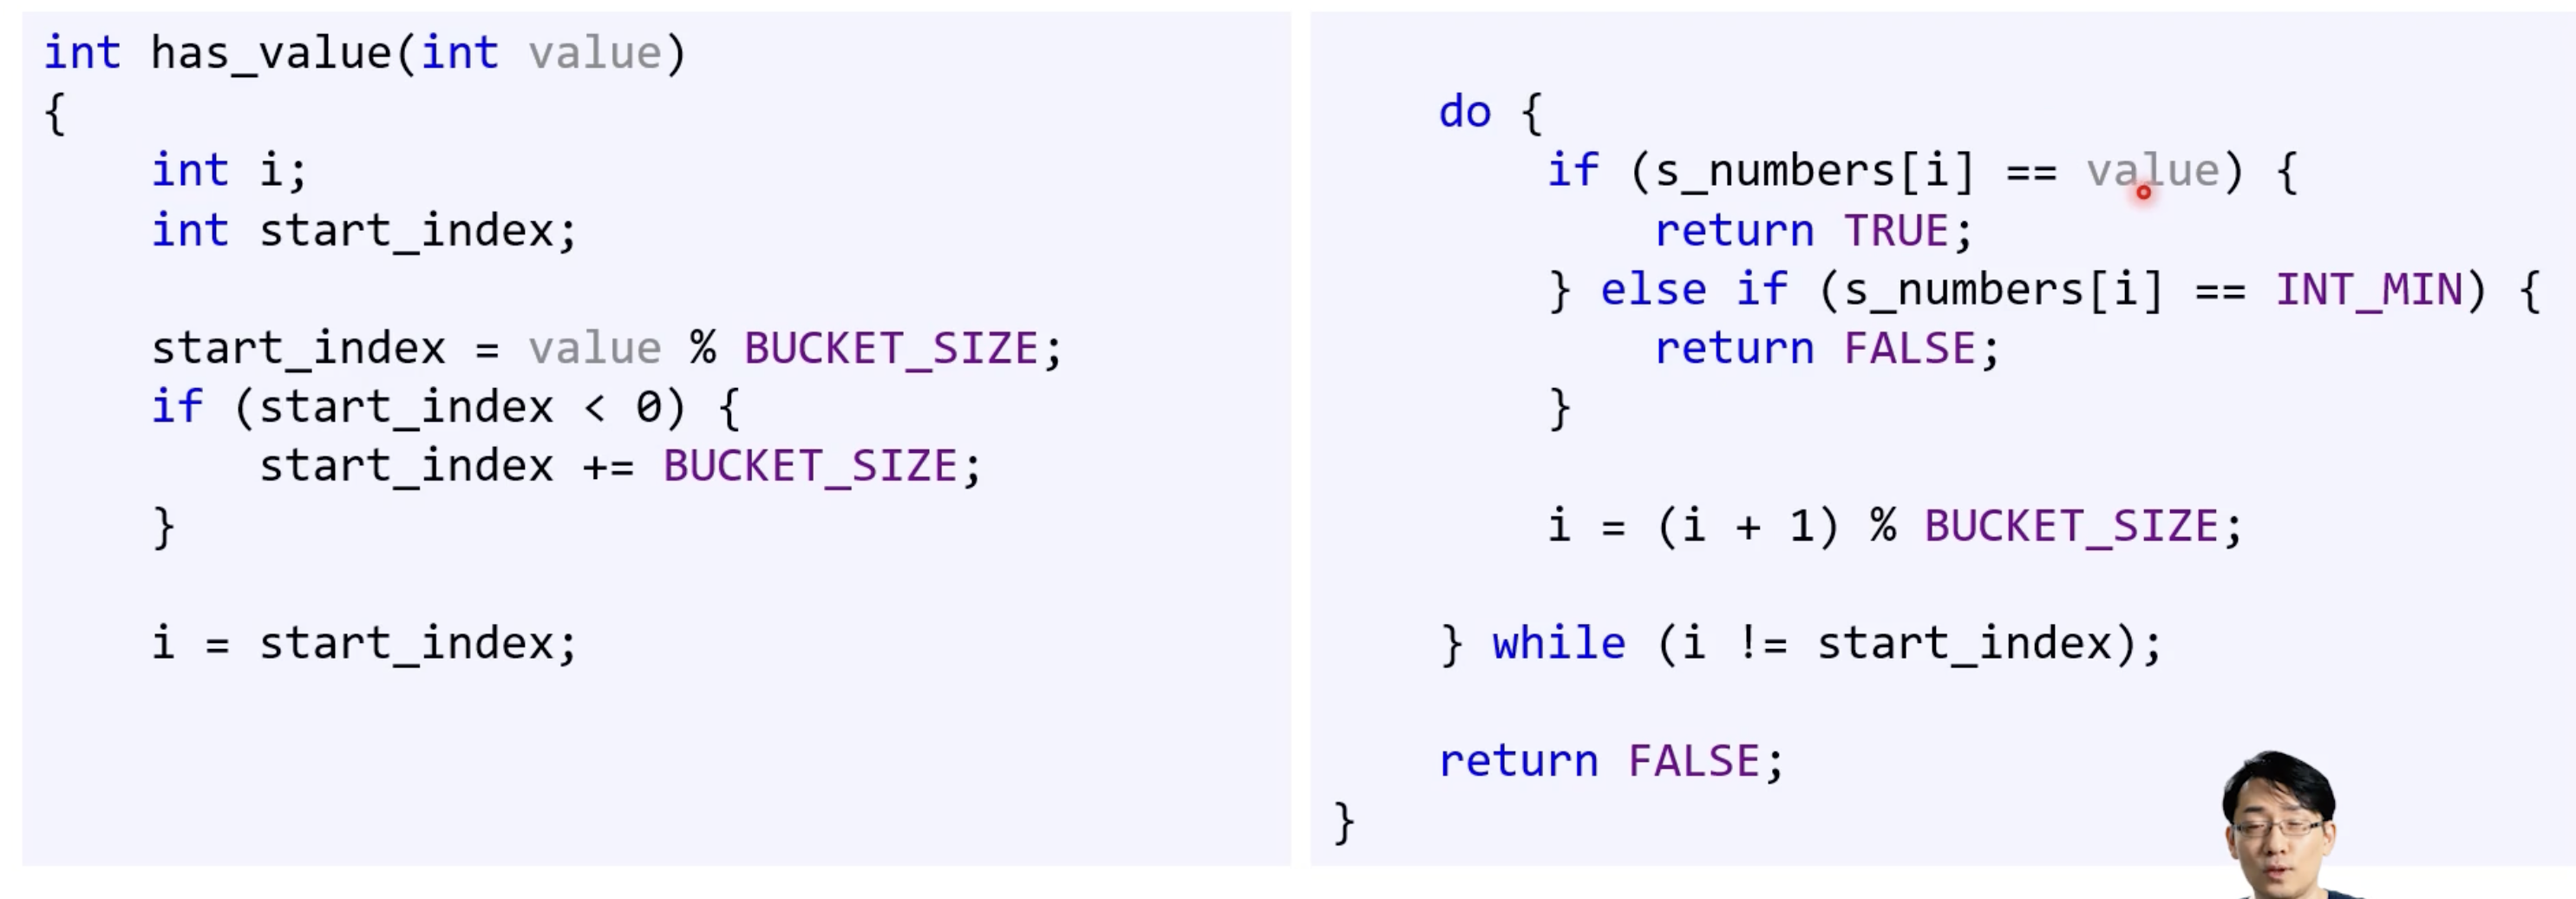 int has_value(int value)
{
    int i;
    int start_index;
    start_index = value % BUCKET_SIZE;
    if (start_index < 0) {
        start_index += BUCKET_SIZE;
    }
    i = start_index;
    do {
        if (s_numbers[i] == value) {
            return TRUE;
        } else if (s_numbers[i] == INT_MIN) {
            return FALSE;
        }
        i = (i + 1) % BUCKET_SIZE;
    } while (i != start_index);
    return FALSE;
}